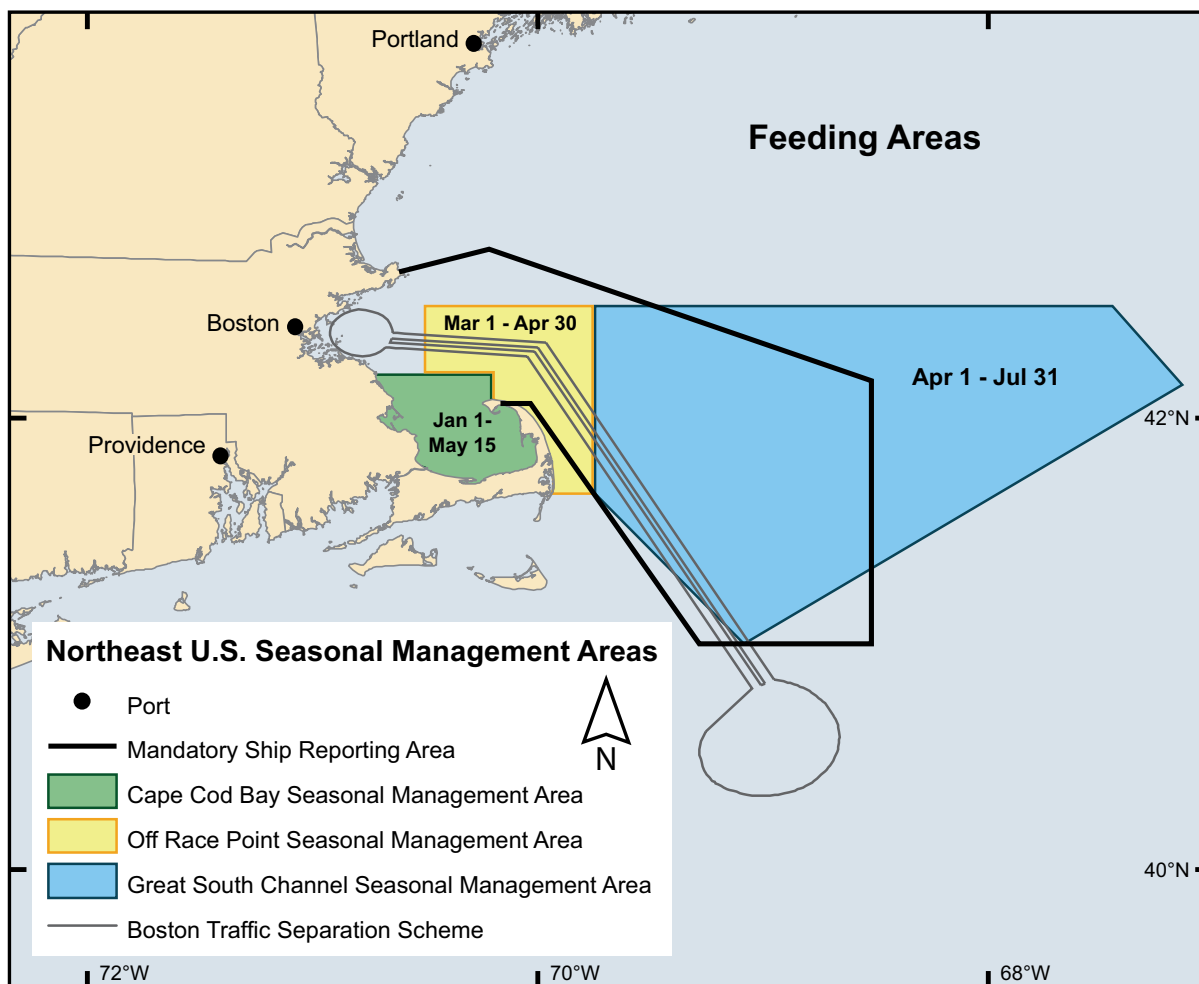 Portland
Feeding Areas
Boston
Mar 1 - Apr 30
Apr 1 - Jul 31
Jan 1-
May 15
42°N
Providence
Northeast U.S. Seasonal Management Areas
Port
Mandatory Ship Reporting Area
N
Cape Cod Bay Seasonal Management Area
Off Race Point Seasonal Management Area
Great South Channel Seasonal Management Area
40°N
Boston Traffic Separation Scheme
72°W
70°W
68°W